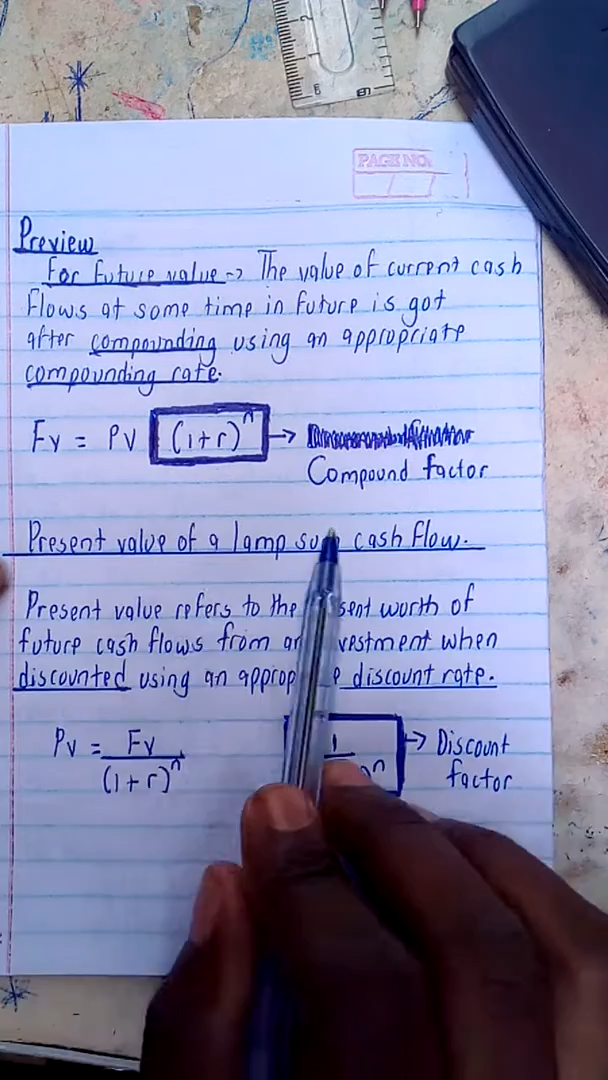 PAGE NO.
Preview
For future value -> The value of current cash
flows at some time in future is got
after compounding using an appropriate
compounding rate.
Fv = Pv (1+r)^n ->
Compound factor
Present value of a lamp su cash flow.
Present value refers to the sent worth of
future cash flows from an vestment when
discounted using an approp e discount rate.
Pv = Fv / (1+r)^n 1 n -> Discount
factor